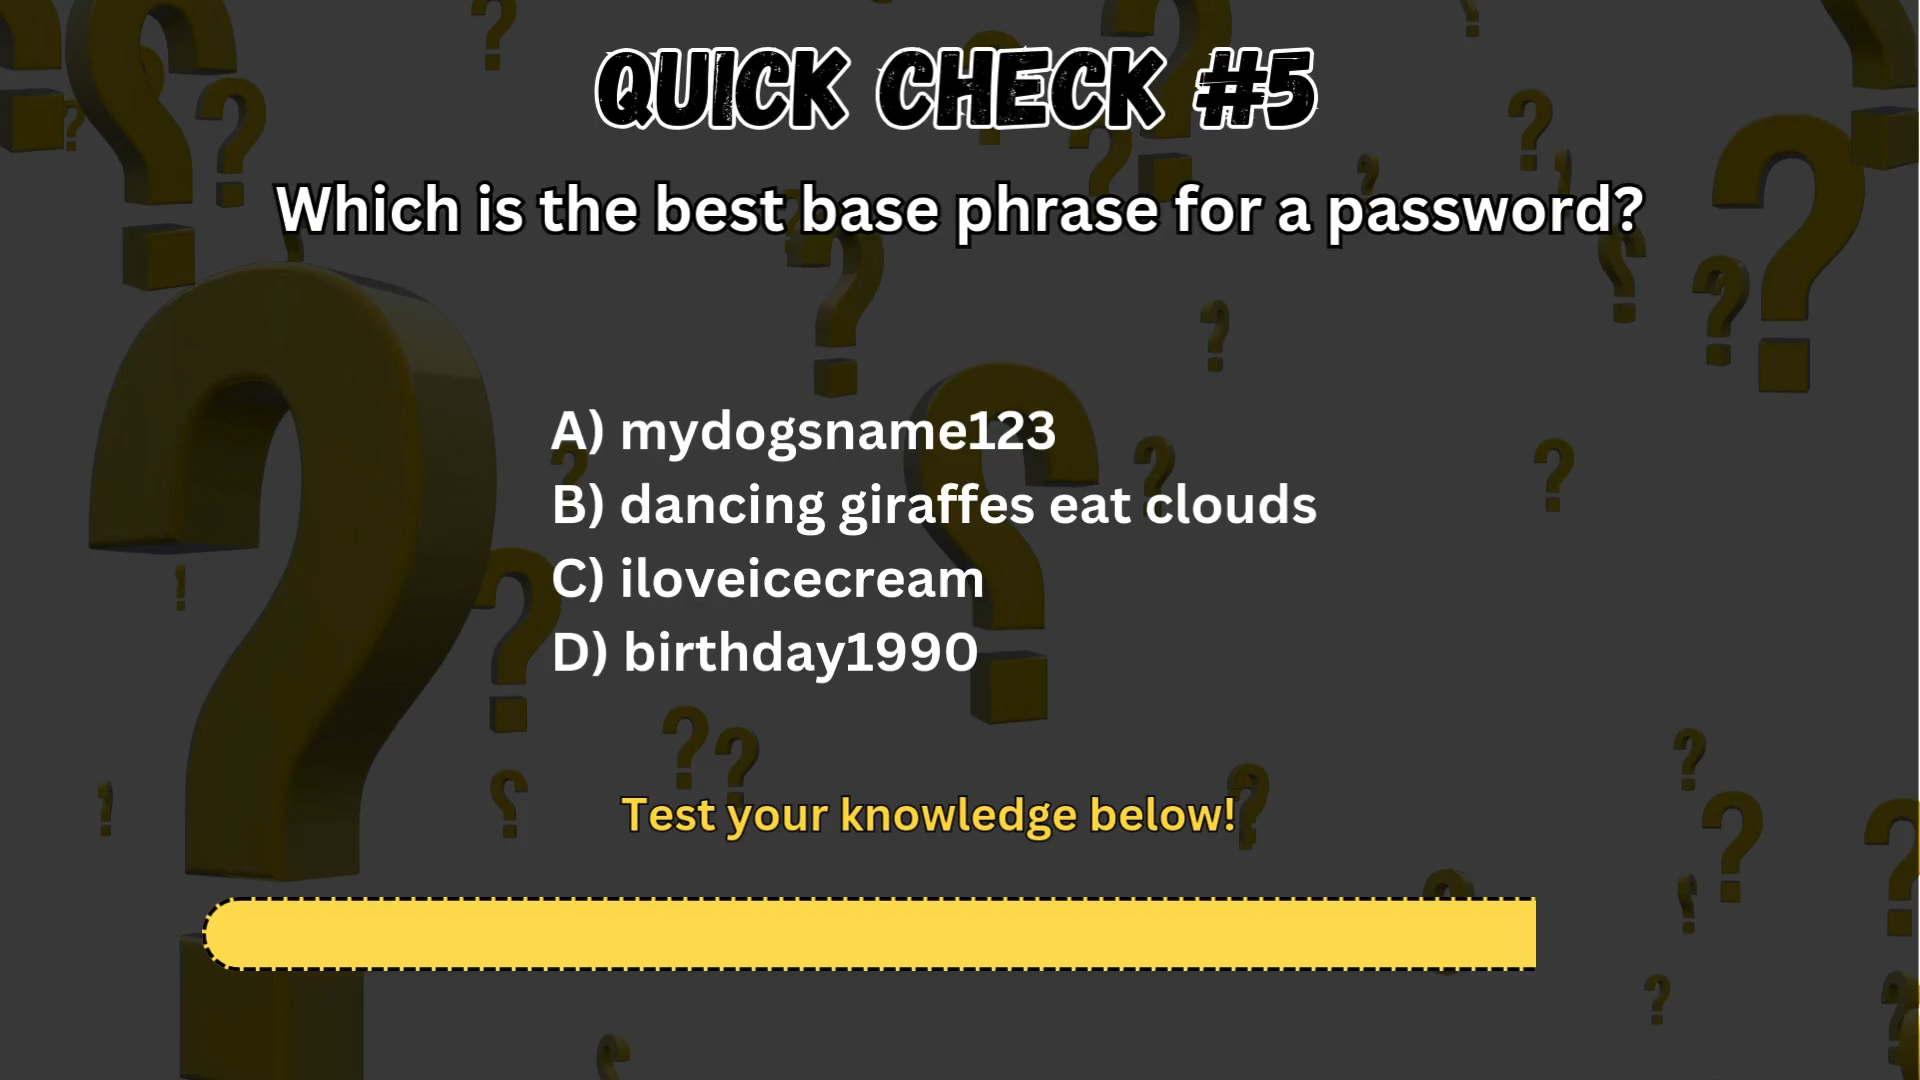 QUICK CHECK #5
Which is the best base phrase for a password?
A) mydogsname123
B) dancing giraffes eat clouds
C) iloveicecream
D) birthday1990
Test your knowledge below!